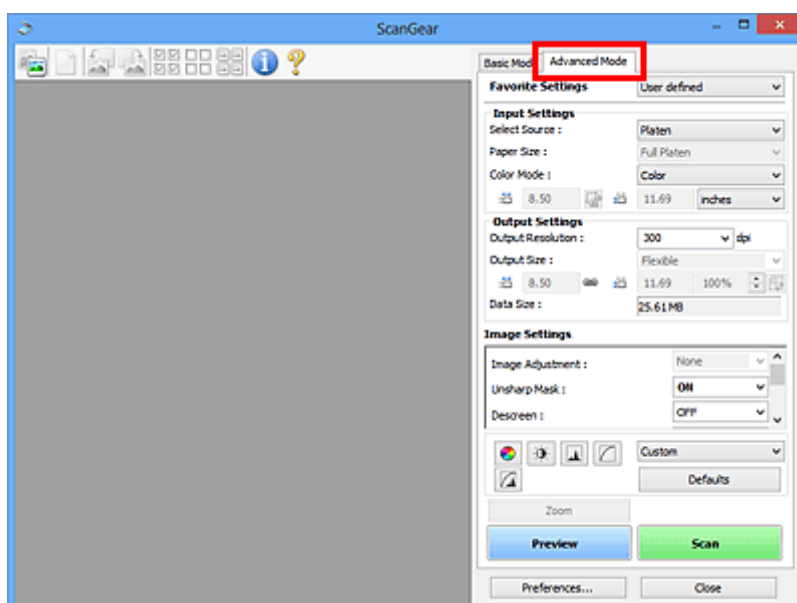 ScanGear
Basic Mod Advanced Mode
Favorite Settings User defined
Input Settings
Select Source : Platen
Paper Size : Full Platen
Color Mode : Color
8.50 11.69 inches
Output Settings
Output Resolution : 300 dpi
Output Size : Flexible
8.50 11.69 100%
Data Size : 25.61MB
Image Settings
Image Adjustment : None
Unsharp Mask : ON
Descreen : OFF
Custom
Defaults
Zoom
Preview Scan
Preferences... Close